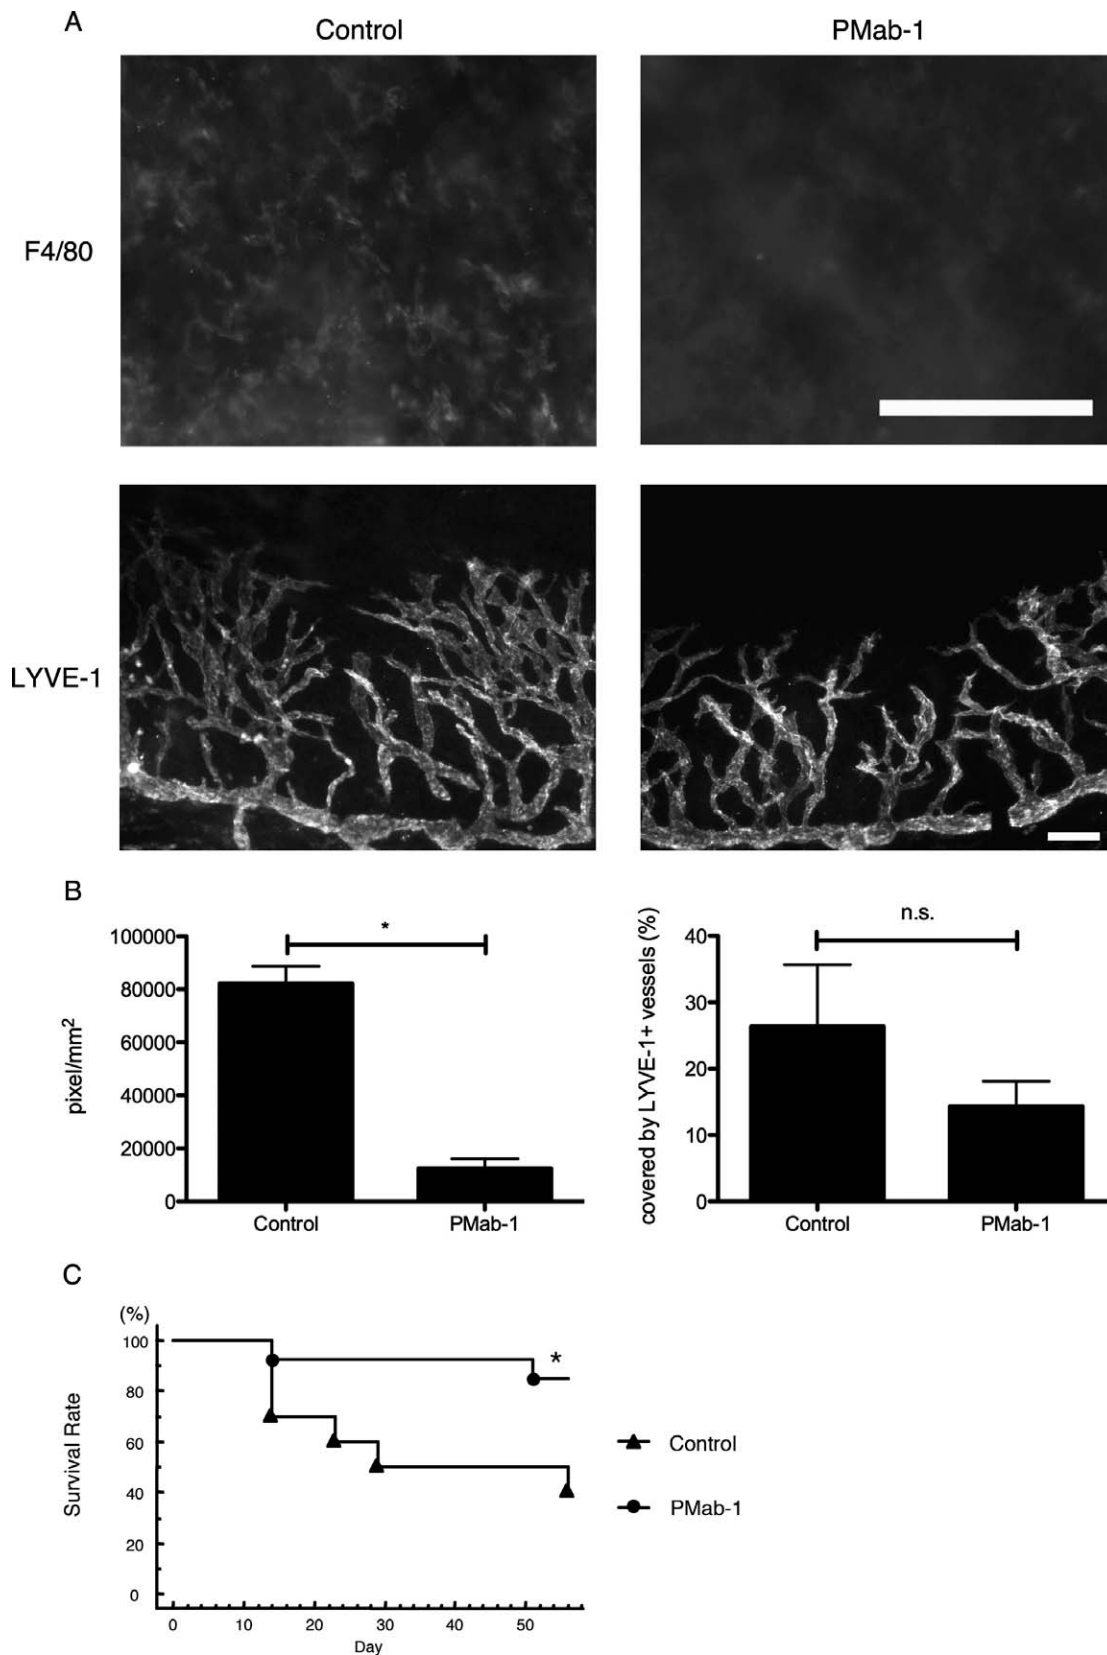 A
Control
PMab-1
F4/80
LYVE-1
B
pixel/mm2
100000
80000
60000
40000
20000
0
*
Control
PMab-1
covered by LYVE-1+ vessels (%)
40
30
20
10
0
n.s.
Control
PMab-1
C
(%)
Survival Rate
100
80
60
40
20
0
*
0
10
20
30
40
50
Day
Control
PMab-1